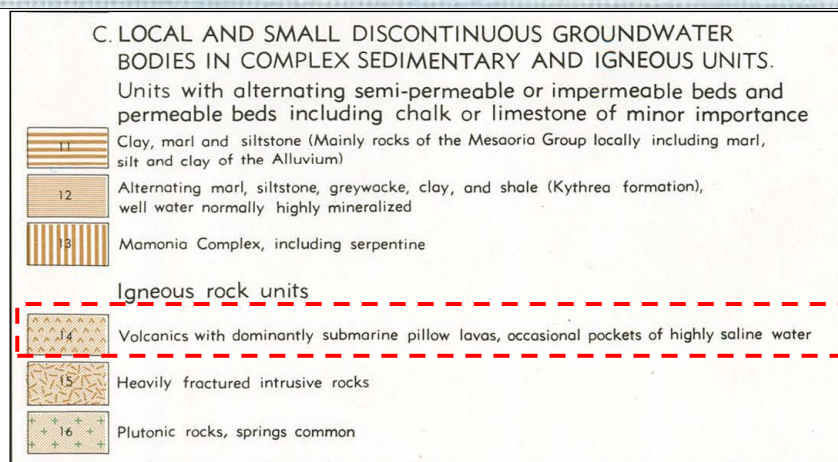 C. LOCAL AND SMALL DISCONTINUOUS GROUNDWATER
BODIES IN COMPLEX SEDIMENTARY AND IGNEOUS UNITS.
Units with alternating semi-permeable or impermeable beds and
permeable beds including chalk or limestone of minor importance
11 Clay, marl and siltstone (Mainly rocks of the Mesaoria Group locally including marl,
silt and clay of the Alluvium)
12 Alternating marl, siltstone, greywacke, clay, and shale (Kythrea formation),
well water normally highly mineralized
13 Mamonia Complex, including serpentine
Igneous rock units
14 Volcanics with dominantly submarine pillow lavas, occasional pockets of highly saline water
15 Heavily fractured intrusive rocks
16 Plutonic rocks, springs common